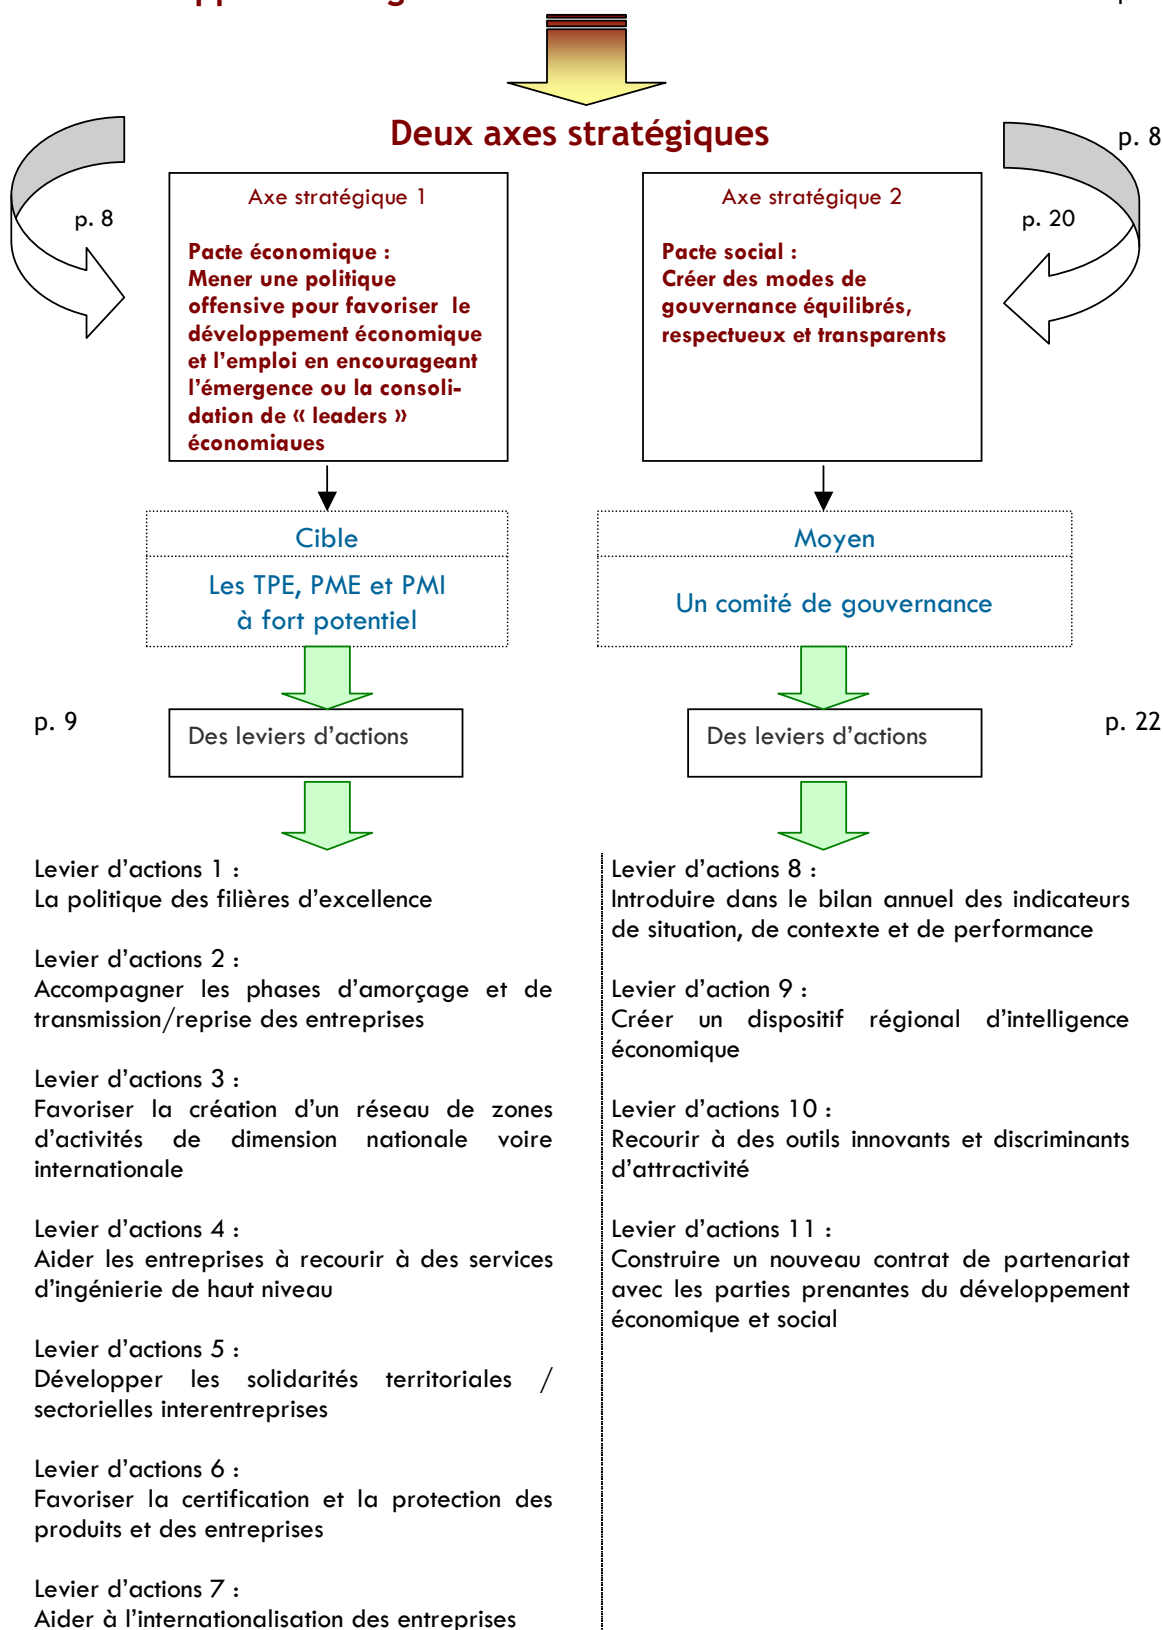 Deux axes stratégiques
p. 8
p. 8
Axe stratégique 1
Pacte économique :
Mener une politique
offensive pour favoriser le
développement économique
et l'emploi en encourageant
l'émergence ou la consoli-
dation de « leaders »
économiques
Axe stratégique 2
Pacte social :
Créer des modes de
gouvernance équilibrés,
respectueux et transparents
p. 20
Cible
Les TPE, PME et PMI
à fort potentiel
Moyen
Un comité de gouvernance
p. 9
Des leviers d'actions
Des leviers d'actions
p. 22
Levier d'actions 1 :
La politique des filières d'excellence
Levier d'actions 2 :
Accompagner les phases d'amorçage et de
transmission/reprise des entreprises
Levier d'actions 3 :
Favoriser la création d'un réseau de zones
d'activités de dimension nationale voire
internationale
Levier d'actions 4 :
Aider les entreprises à recourir à des services
d'ingénierie de haut niveau
Levier d'actions 5 :
Développer les solidarités territoriales /
sectorielles interentreprises
Levier d'actions 6 :
Favoriser la certification et la protection des
produits et des entreprises
Levier d'actions 7 :
Aider à l'internationalisation des entreprises
Levier d'actions 8 :
Introduire dans le bilan annuel des indicateurs
de situation, de contexte et de performance
Levier d'action 9 :
Créer un dispositif régional d'intelligence
économique
Levier d'actions 10 :
Recourir à des outils innovants et discriminants
d'attractivité
Levier d'actions 11 :
Construire un nouveau contrat de partenariat
avec les parties prenantes du développement
économique et social